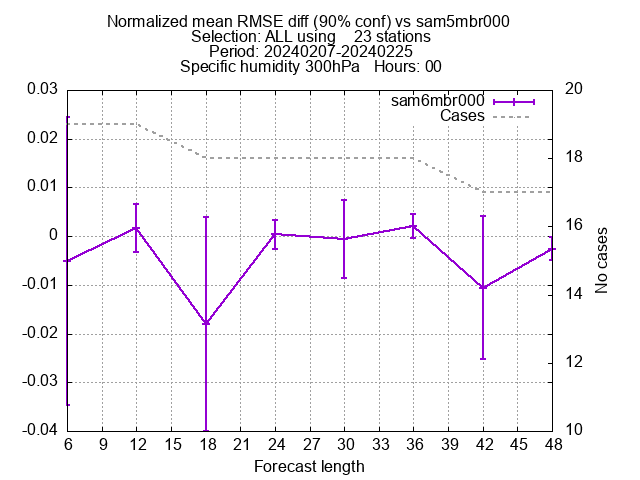 Normalized mean RMSE diff (90% conf) vs sam5mbr000
Selection: ALL using    23 stations
Period: 20240207-20240225
Specific humidity 300hPa   Hours: 00
sam6mbr000
Cases
0.03
0.02
0.01
0
-0.01
-0.02
-0.03
-0.04
20
18
16
14
12
10
No cases
6 9 12 15 18 21 24 27 30 33 36 39 42 45 48
Forecast length